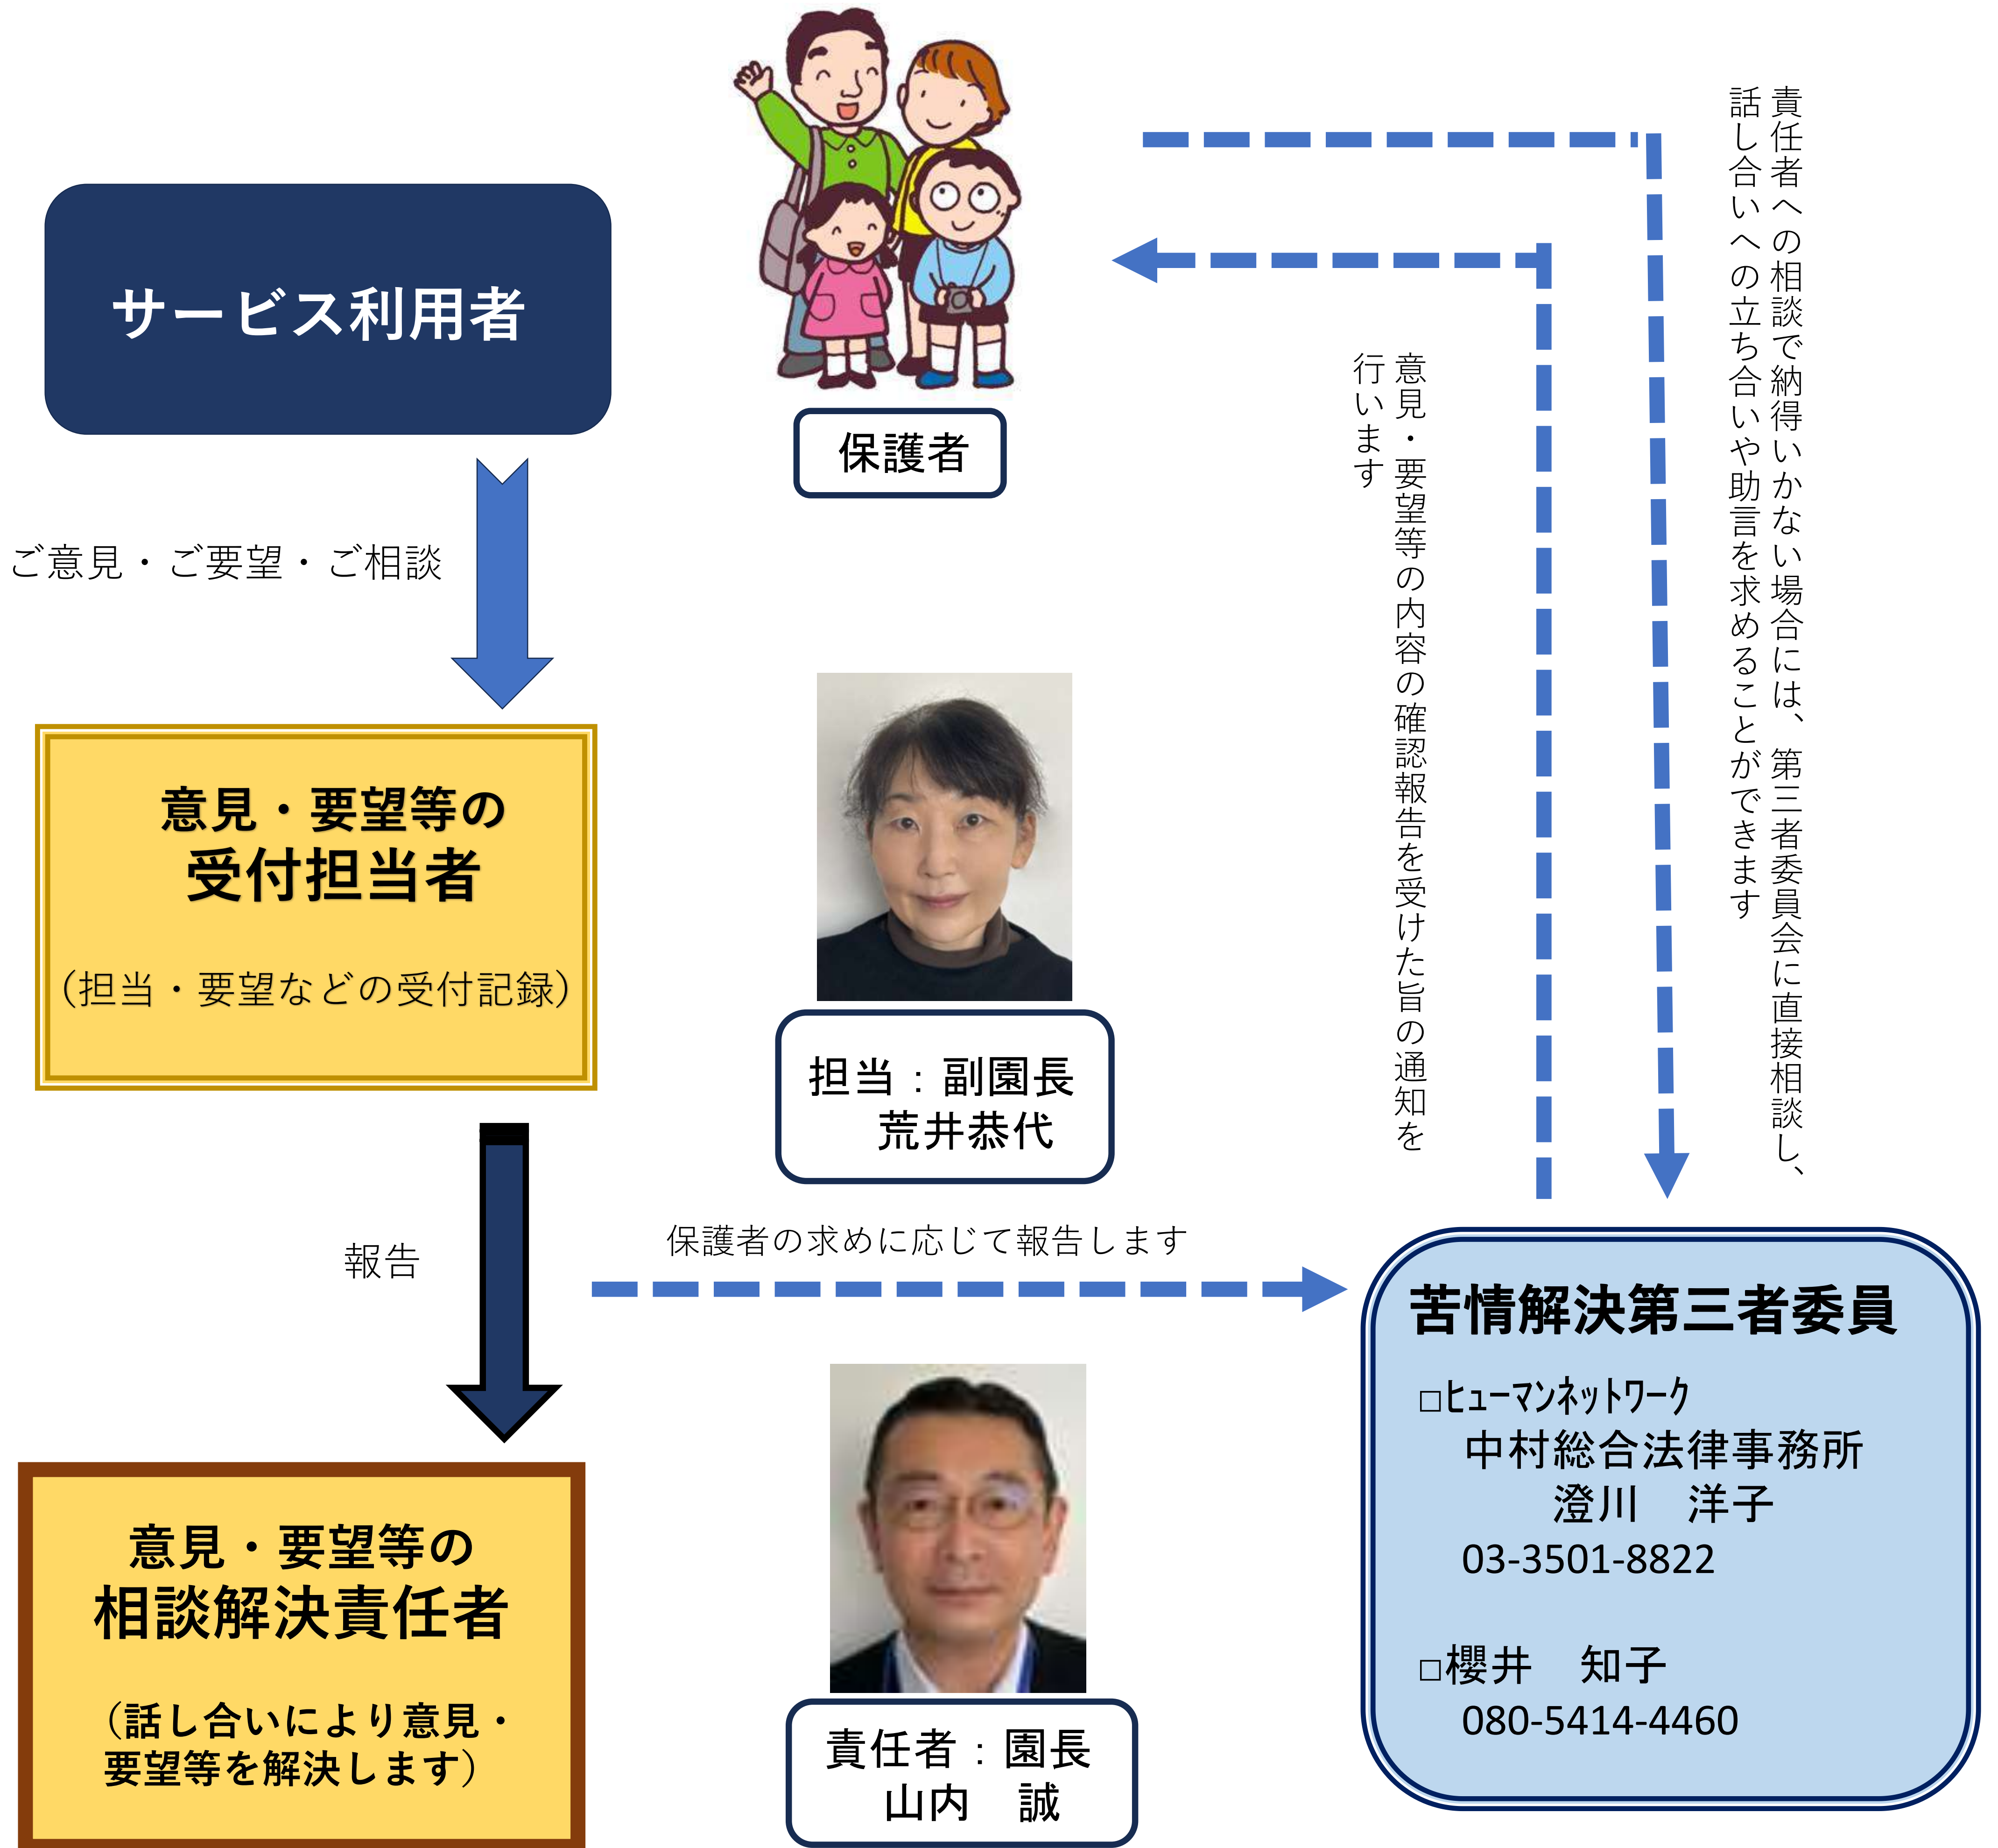 サービス利用者
保護者
責任者への相談で納得いかない場合には、第三者委員会に直接相談し、
話し合いへの立ち合いや助言を求めることができます
意見・要望等の内容の確認報告を受けた旨の通知を
行います
ご意見・ご要望・ご相談
意見・要望等の
受付担当者
（担当・要望などの受付記録）
担当：副園長
荒井恭代
報告
保護者の求めに応じて報告します
意見・要望等の
相談解決責任者
（話し合いにより意見・
要望等を解決します）
責任者：園長
山内　誠
苦情解決第三者委員
□ﾋｭｰﾏﾝﾈｯﾄﾜｰｸ
中村総合法律事務所
澄川　洋子
03-3501-8822
□櫻井　知子
080-5414-4460